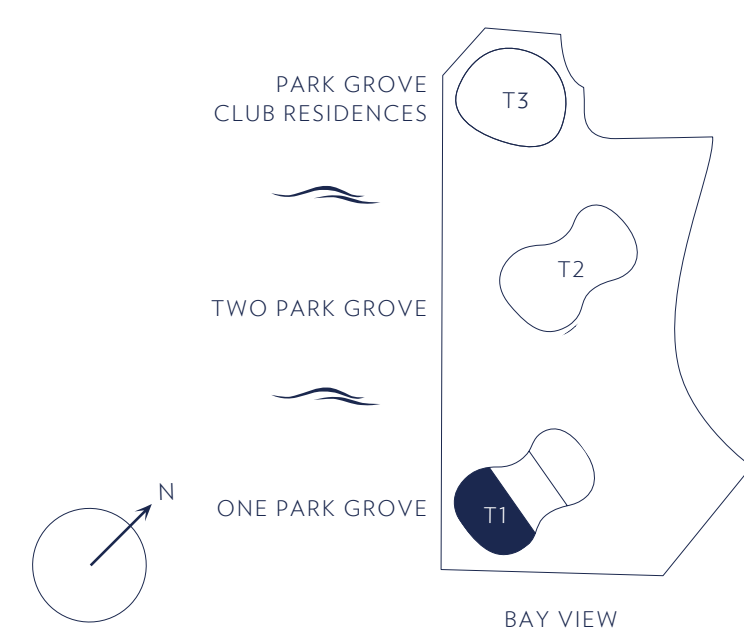 PARK GROVE
CLUB RESIDENCES
T3
T2
TWO PARK GROVE
N
ONE PARK GROVE
T1
BAY VIEW